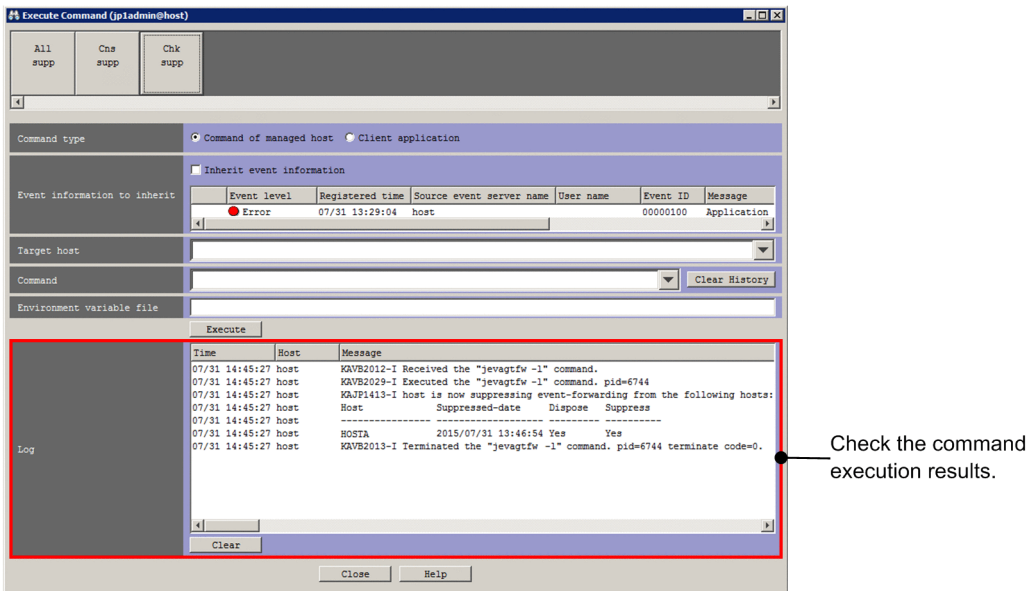 Execute Command (jp1admin@host)
All supp
Cns supp
Chk supp
Command type
Command of managed host
Client application
Event information to inherit
Inherit event information
Event level Registered time Source event server name User name Event ID Message
Error 07/31 13:29:04 host 00000100 Application
Target host
Command
Clear History
Environment variable file
Execute
Log
Time Host Message
07/31 14:45:27 host KAVB2012-I Received the "jevagtfw -l" command.
07/31 14:45:27 host KAVB2029-I Executed the "jevagtfw -l" command. pid=6744
07/31 14:45:27 host KAJP1413-I host is now suppressing event-forwarding from the following hosts:
07/31 14:45:27 host Host Suppressed-date Dispose Suppress
07/31 14:45:27 host ---------------- ------------------- --------- ----------
07/31 14:45:27 host HOSTA 2015/07/31 13:46:54 Yes Yes
07/31 14:45:27 host KAVB2013-I Terminated the "jevagtfw -l" command. pid=6744 terminate code=0.
Clear
Close
Help
Check the command
execution results.